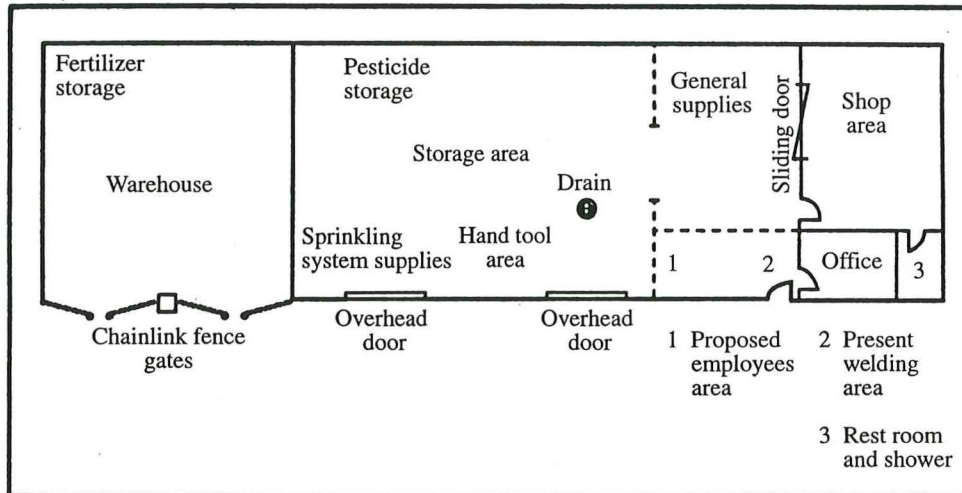 Fertilizer
storage
Warehouse
Chainlink fence
gates
Pesticide
storage
Storage area
Drain
Sprinkling
system supplies
Hand tool
area
Overhead
door
Overhead
door
General
supplies
Sliding door
Shop
area
1
2
Office
3
1 Proposed
employees
area
2 Present
welding
area
3 Rest room
and shower